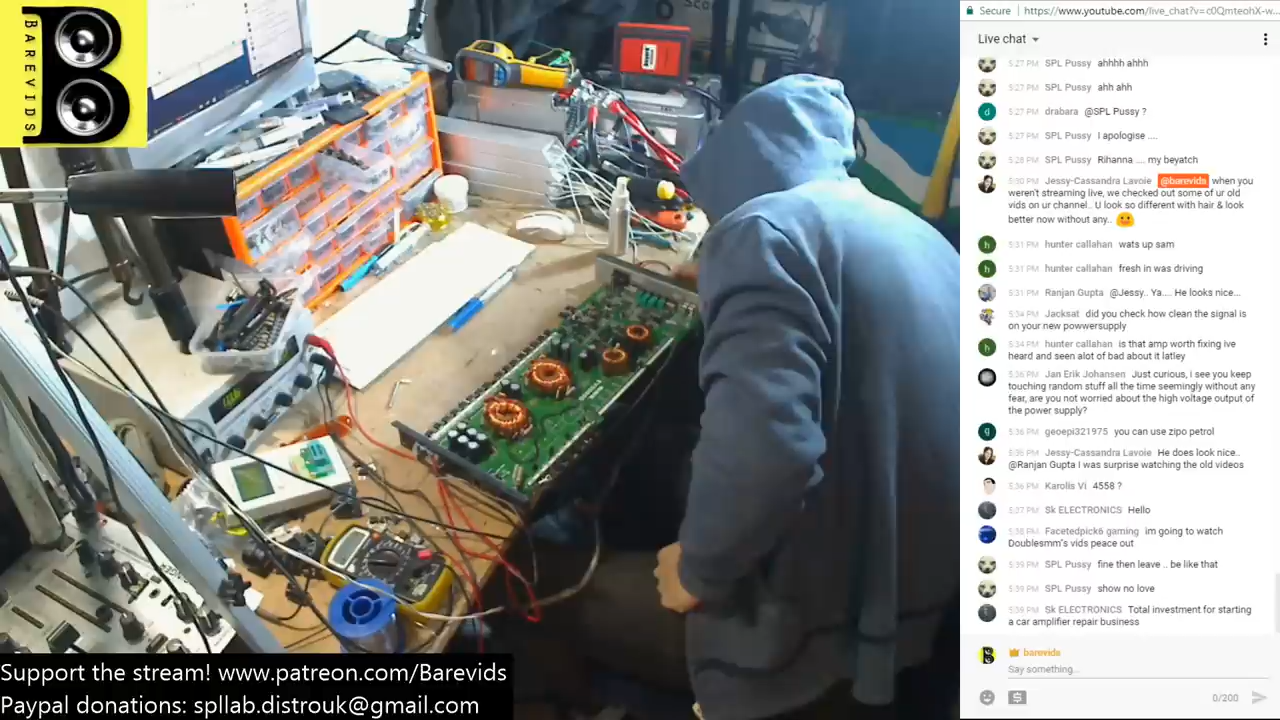 BAREVIDS
Secure https://www.youtube.com/live_chat?v=c0QmteohX-w...
Live chat
5:27 PM SPL Pussy ahhhh ahhh
5:27 PM SPL Pussy ahh ahh
d 5:27 PM drabara @SPL Pussy ?
5:27 PM SPL Pussy I apologise ....
5:28 PM SPL Pussy Rihanna .... my beyatch
5:30 PM Jessy-Cassandra Lavoie @barevids when you
weren't streaming live, we checked out some of ur old
vids on ur channel.. U look so different with hair & look
better now without any..
h 5:31 PM hunter callahan wats up sam
h 5:31 PM hunter callahan fresh in was driving
5:31 PM Ranjan Gupta @Jessy.. Ya.... He looks nice...
5:34 PM Jacksat did you check how clean the signal is
on your new powwersupply
h 5:34 PM hunter callahan is that amp worth fixing ive
heard and seen alot of bad about it latley
5:36 PM Jan Erik Johansen Just curious, i see you keep
touching random stuff all the time seemingly without any
fear, are you not worried about the high voltage output of
the power supply?
g 5:36 PM geoepi321975 you can use zipo petrol
5:36 PM Jessy-Cassandra Lavoie He does look nice..
@Ranjan Gupta I was surprise watching the old videos
5:36 PM Karolis Vi 4558 ?
5:37 PM Sk ELECTRONICS Hello
5:38 PM Facetedpick6 gaming im going to watch
Doublesmm's vids peace out
5:39 PM SPL Pussy fine then leave .. be like that
5:39 PM SPL Pussy show no love
5:39 PM Sk ELECTRONICS Total investment for starting
a car amplifier repair business
barevids
Say something...
0/200
Support the stream! www.patreon.com/Barevids
Paypal donations: spllab.distrouk@gmail.com